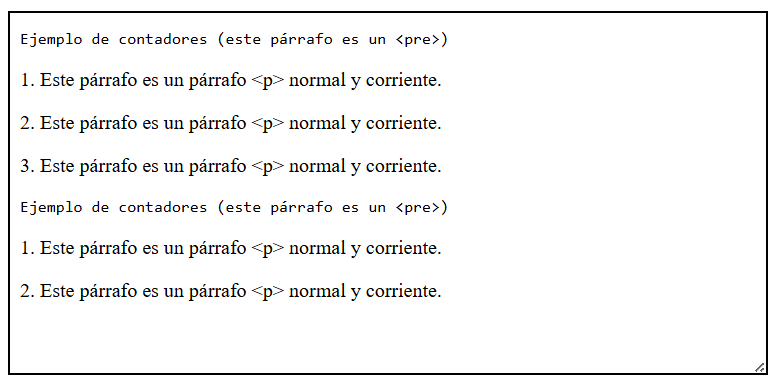 Ejemplo de contadores (este párrafo es un <pre>)
1. Este párrafo es un párrafo <p> normal y corriente.
2. Este párrafo es un párrafo <p> normal y corriente.
3. Este párrafo es un párrafo <p> normal y corriente.
Ejemplo de contadores (este párrafo es un <pre>)
1. Este párrafo es un párrafo <p> normal y corriente.
2. Este párrafo es un párrafo <p> normal y corriente.